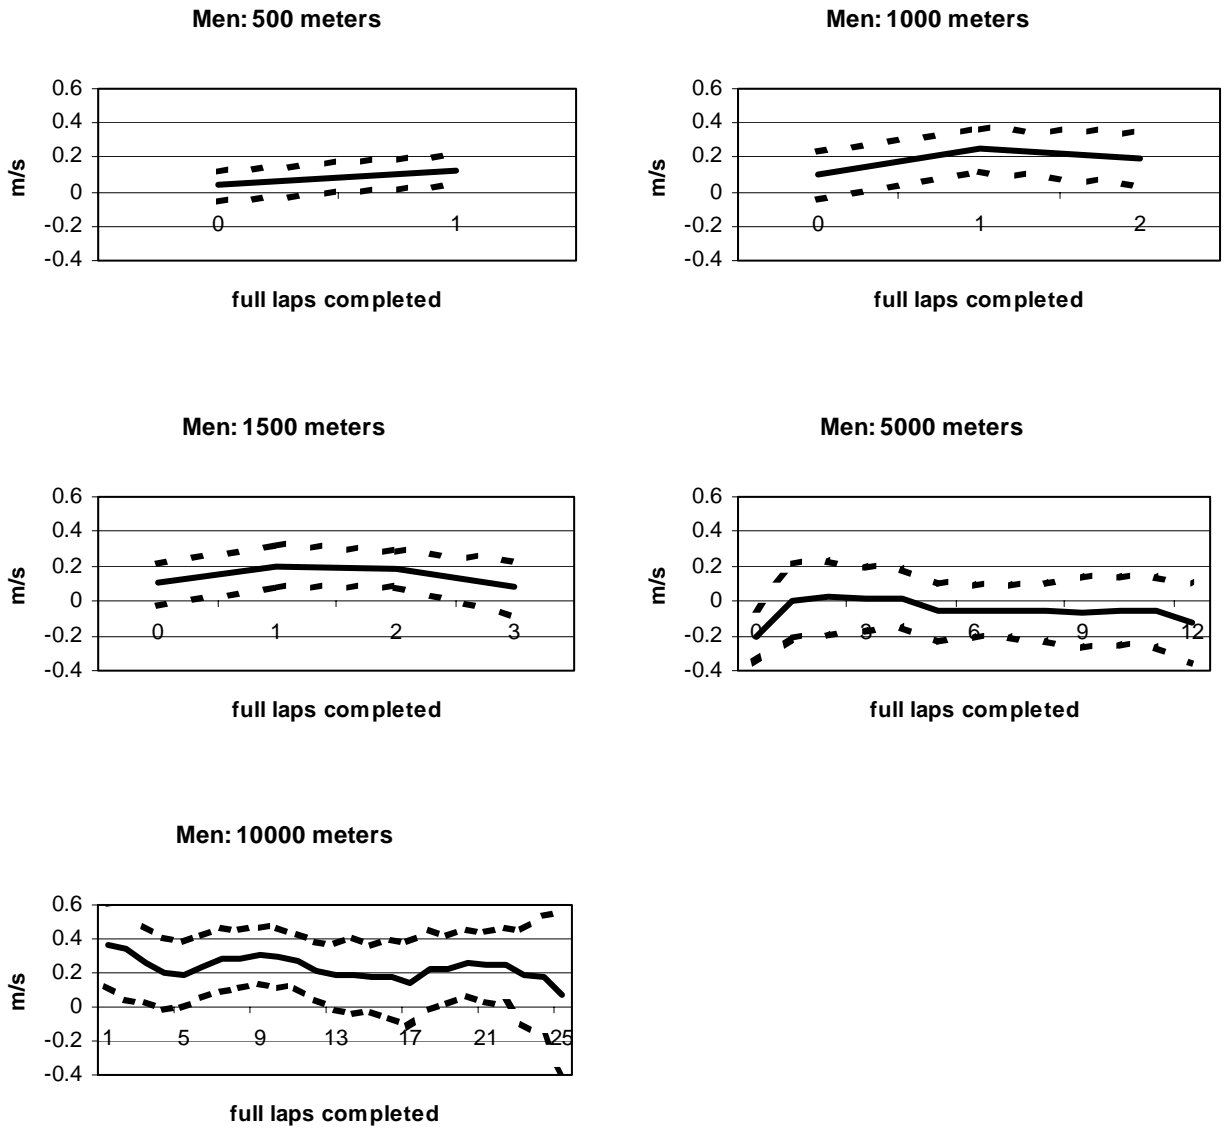 Men: 500 meters
0.6
0.4
0.2
0
-0.2
-0.4
m/s
0 1
full laps completed
Men: 1000 meters
0.6
0.4
0.2
0
-0.2
-0.4
m/s
0 1 2
full laps completed
Men: 1500 meters
0.6
0.4
0.2
0
-0.2
-0.4
m/s
0 1 2 3
full laps completed
Men: 5000 meters
0.6
0.4
0.2
0
-0.2
-0.4
m/s
0 3 6 9 12
full laps completed
Men: 10000 meters
0.6
0.4
0.2
0
-0.2
-0.4
m/s
1 5 9 13 17 21 25
full laps completed